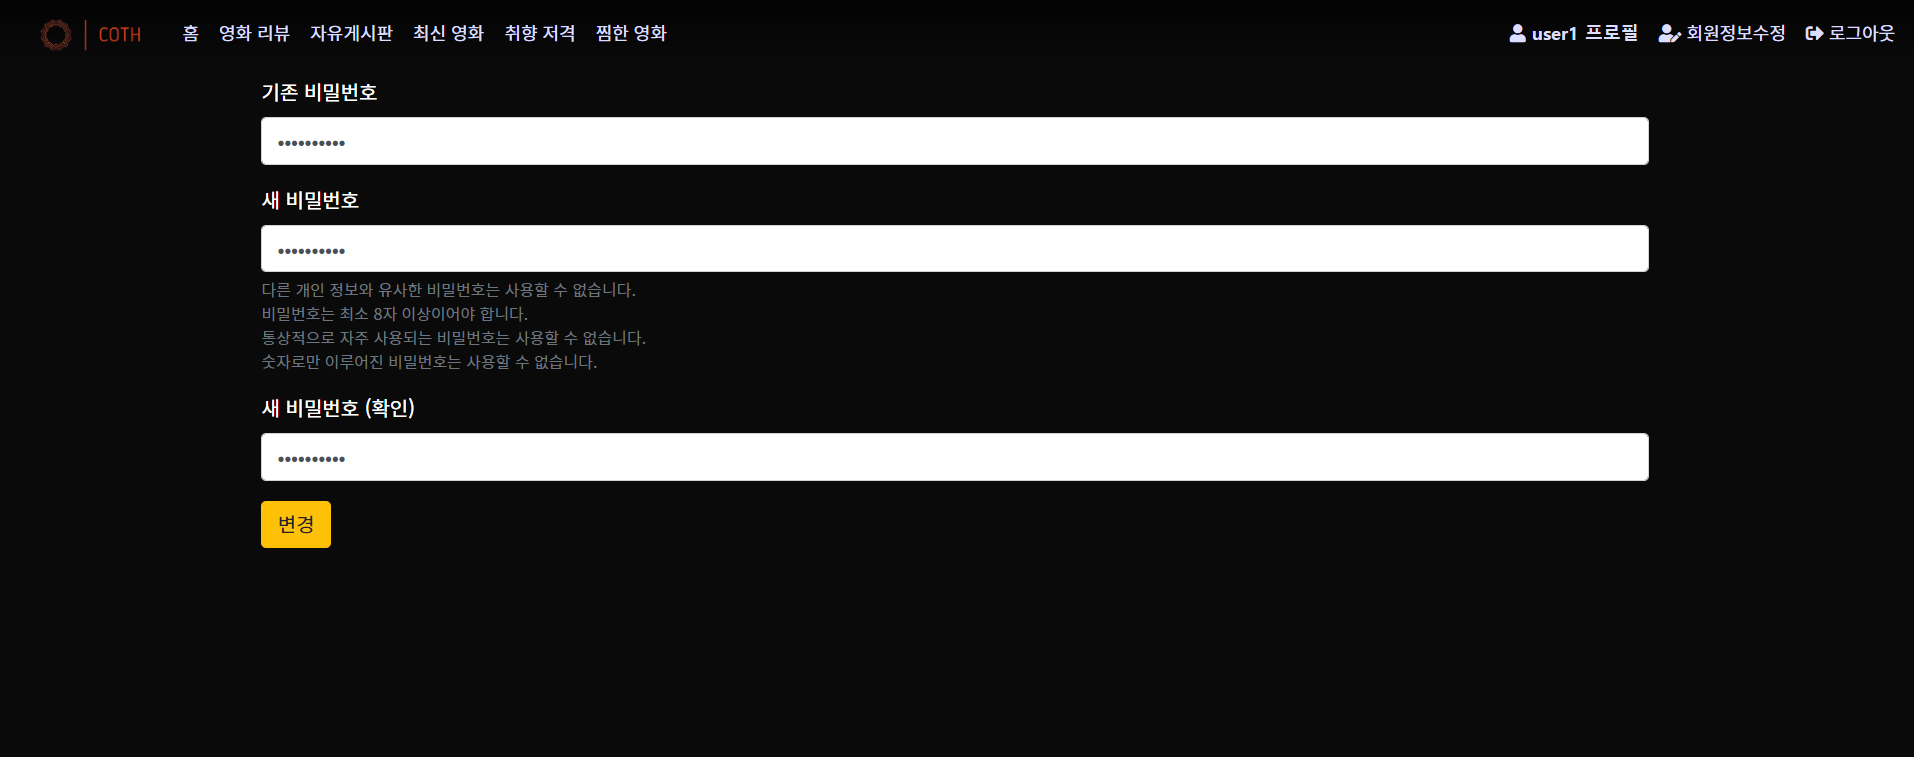 COTH 홈 영화 리뷰 자유게시판 최신 영화 취향 저격 찜한 영화 user1 프로필 회원정보수정 로그아웃
기존 비밀번호
••••••••••
새 비밀번호
••••••••••
다른 개인 정보와 유사한 비밀번호는 사용할 수 없습니다.
비밀번호는 최소 8자 이상이어야 합니다.
통상적으로 자주 사용되는 비밀번호는 사용할 수 없습니다.
숫자로만 이루어진 비밀번호는 사용할 수 없습니다.
새 비밀번호 (확인)
••••••••••
변경